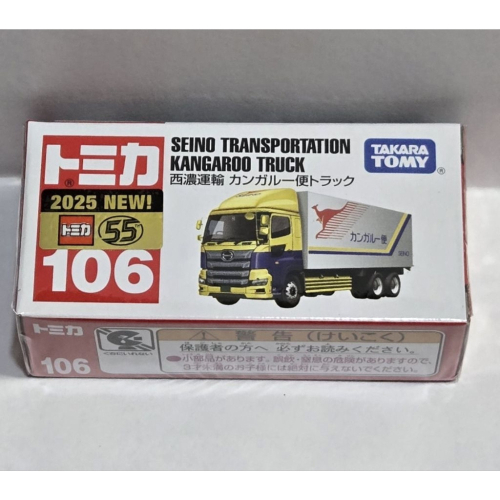 トミカ
®
2025 NEW!
トミカ 55
106
SEINO TRANSPORTATION
KANGAROO TRUCK
西濃運輸 カンガルー便トラック
TAKARA
TOMY®
カンガルー便
トミカ
106
⚠ 警告 (けいこく)
保護者の方へ 必ずお読みください。
●小部品があります。誤飲・窒息の危険がありますので、
3才未満のお子様には絶対に与えないでください。